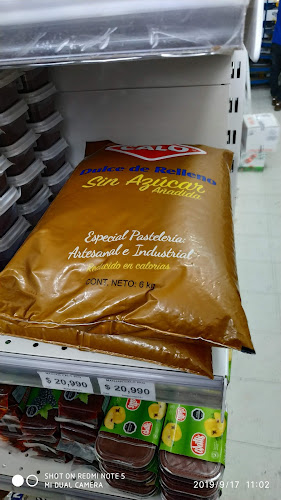 CALO
Dulce de Relleno
Sin Azúcar
Añadida
Especial Pastelería:
Artesanal e Industrial
Reducido en calorías
CONT. NETO: 6 kg
$ 20,990
$ 20,990
SHOT ON REDMI NOTE 5
MI DUAL CAMERA
2019/9/17 11:02